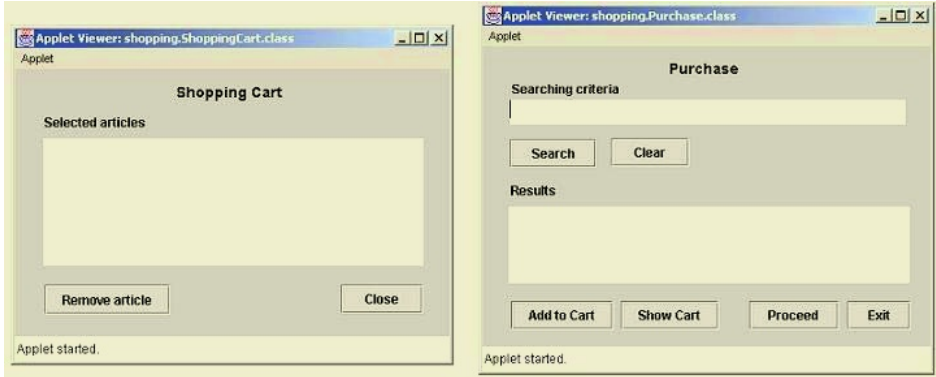 Applet Viewer: shopping.ShoppingCart.class
Applet
Shopping Cart
Selected articles
Remove article
Close
Applet started.
Applet Viewer: shopping.Purchase.class
Applet
Purchase
Searching criteria
Search
Clear
Results
Add to Cart
Show Cart
Proceed
Exit
Applet started.